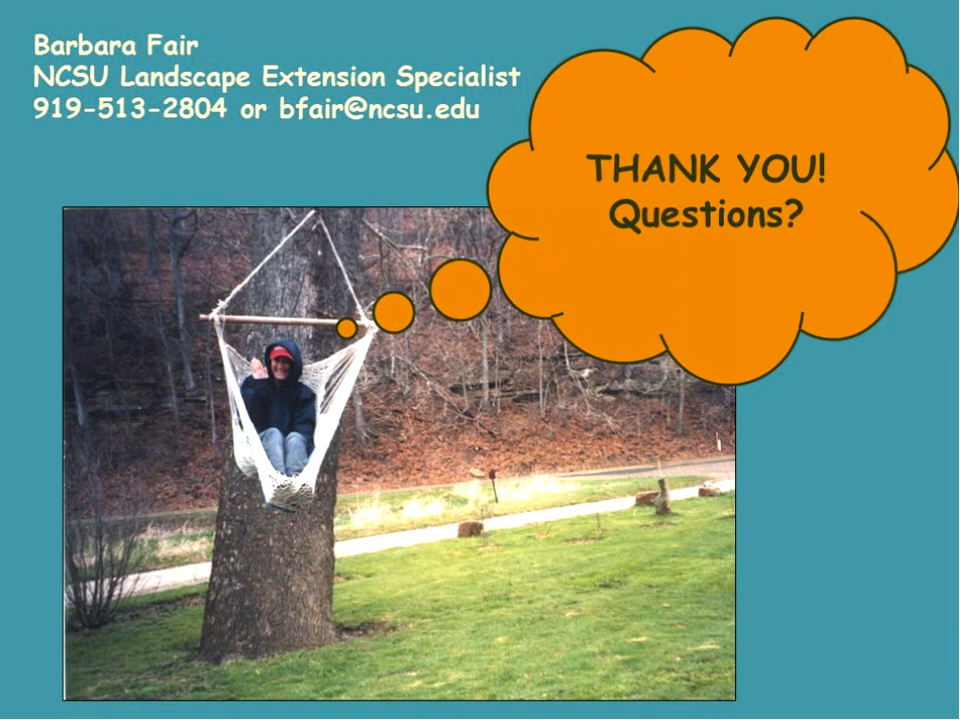 Barbara Fair
NCSU Landscape Extension Specialist
919-513-2804 or bfair@ncsu.edu
THANK YOU!
Questions?